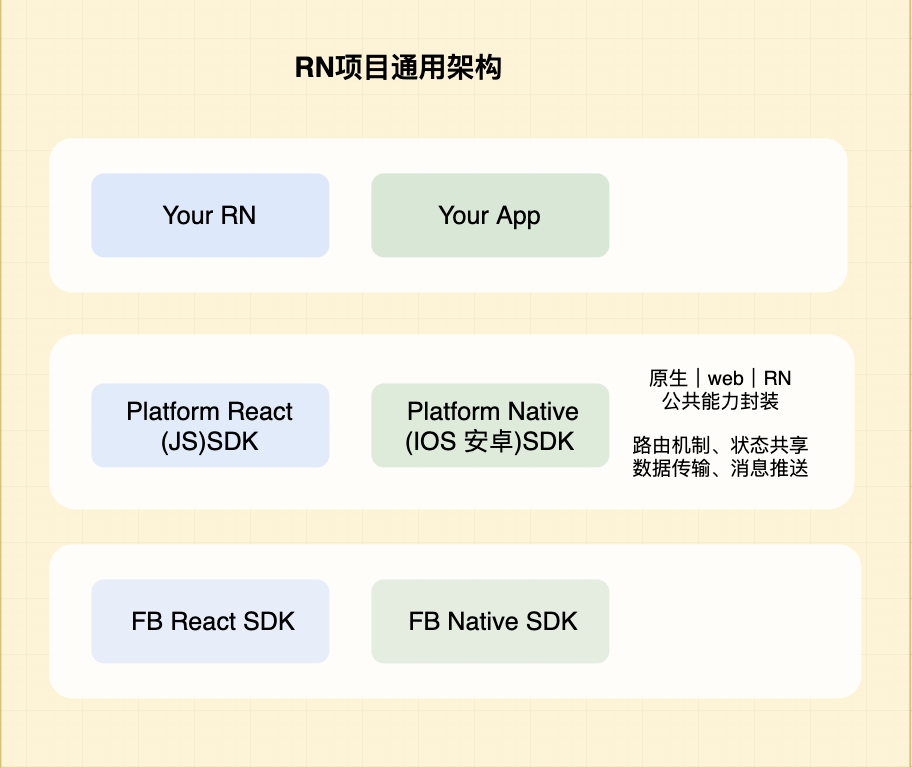 RN项目通用架构
Your RN
Your App
Platform React
(JS)SDK
Platform Native
(IOS 安卓)SDK
原生｜web｜RN
公共能力封装
路由机制、状态共享
数据传输、消息推送
FB React SDK
FB Native SDK